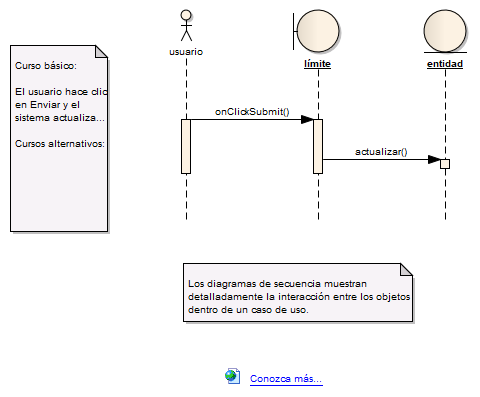 usuario
límite
entidad
Curso básico:
El usuario hace clic
en Enviar y el
sistema actualiza...
Cursos alternativos:
onClickSubmit()
actualizar()
Los diagramas de secuencia muestran
detalladamente la interacción entre los objetos
dentro de un caso de uso.
Conozca más...